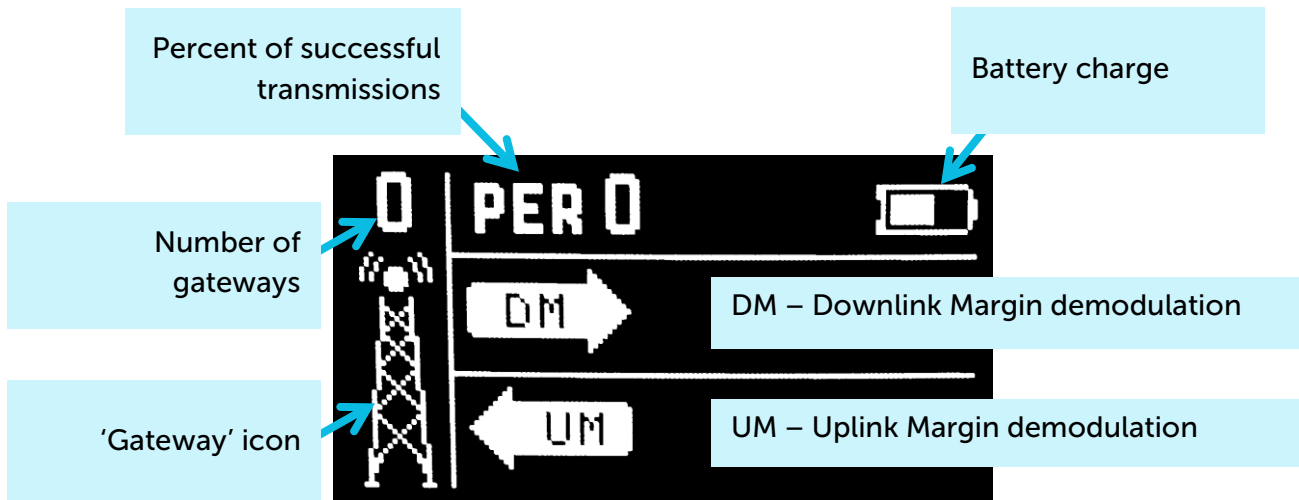 Percent of successful
transmissions
Battery charge
0
PER 0
Number of
gateways
DM
DM – Downlink Margin demodulation
‘Gateway’ icon
UM
UM – Uplink Margin demodulation